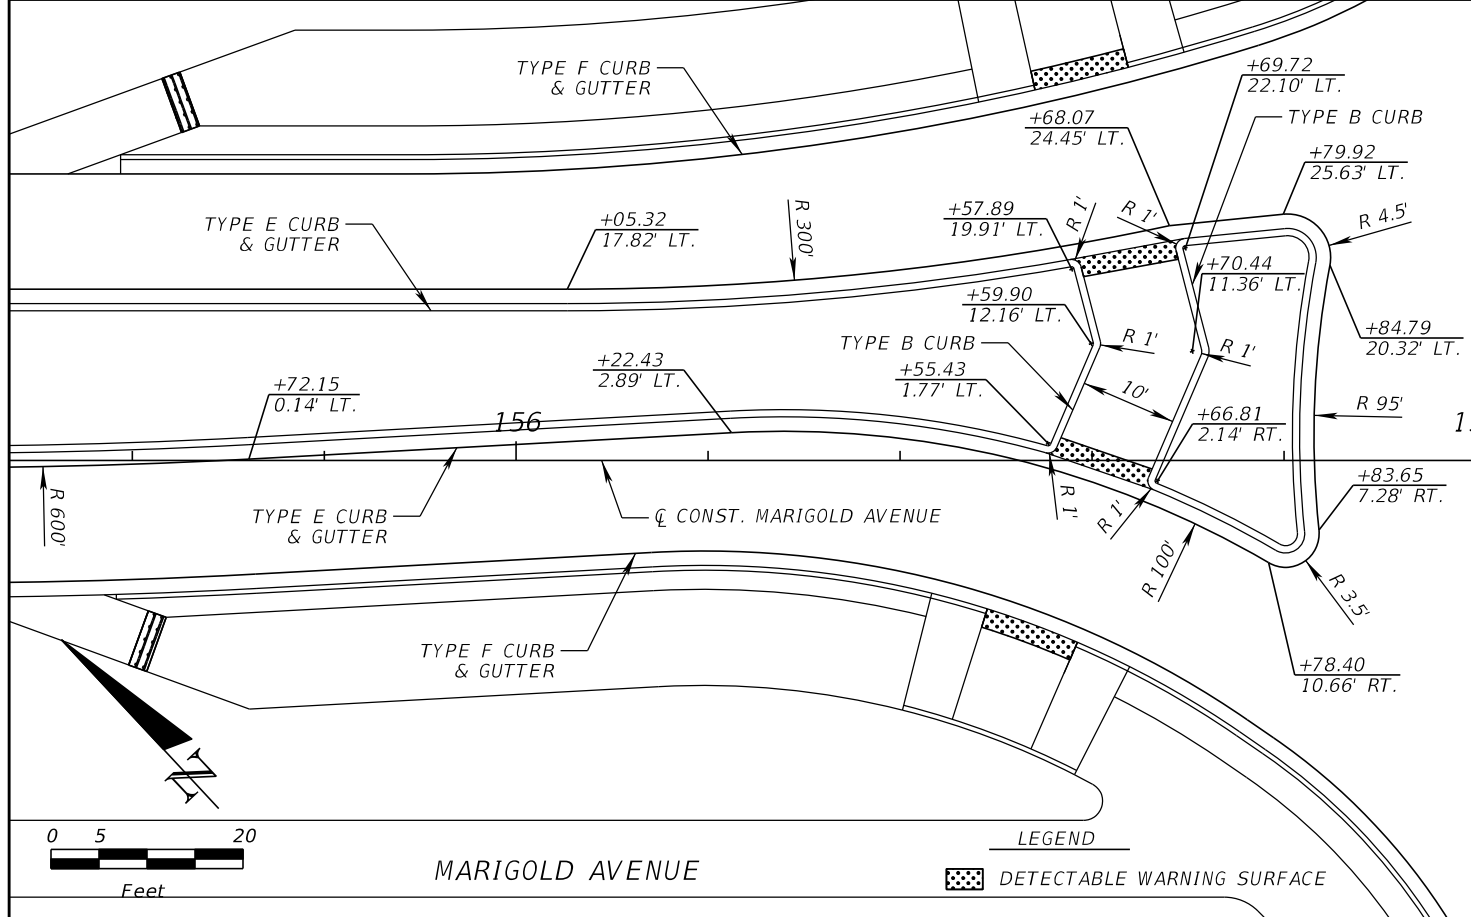 TYPE F CURB
& GUTTER
+69.72
22.10' LT.
TYPE B CURB
+68.07
24.45' LT.
+79.92
25.63' LT.
TYPE E CURB
& GUTTER
+05.32
17.82' LT.
R 300'
+57.89
19.91' LT.
R 1'
R 1'
R 4.5'
+70.44
11.36' LT.
+59.90
12.16' LT.
TYPE B CURB
R 1'
R 1'
+84.79
20.32' LT.
+72.15
0.14' LT.
+22.43
2.89' LT.
+55.43
1.77' LT.
10'
R 95'
156
+66.81
2.14' RT.
R 600'
TYPE E CURB
& GUTTER
℄ CONST. MARIGOLD AVENUE
R 1'
R 1'
+83.65
7.28' RT.
R 100'
R 3.5'
TYPE F CURB
& GUTTER
+78.40
10.66' RT.
N
0 5 20
Feet
MARIGOLD AVENUE
LEGEND
DETECTABLE WARNING SURFACE